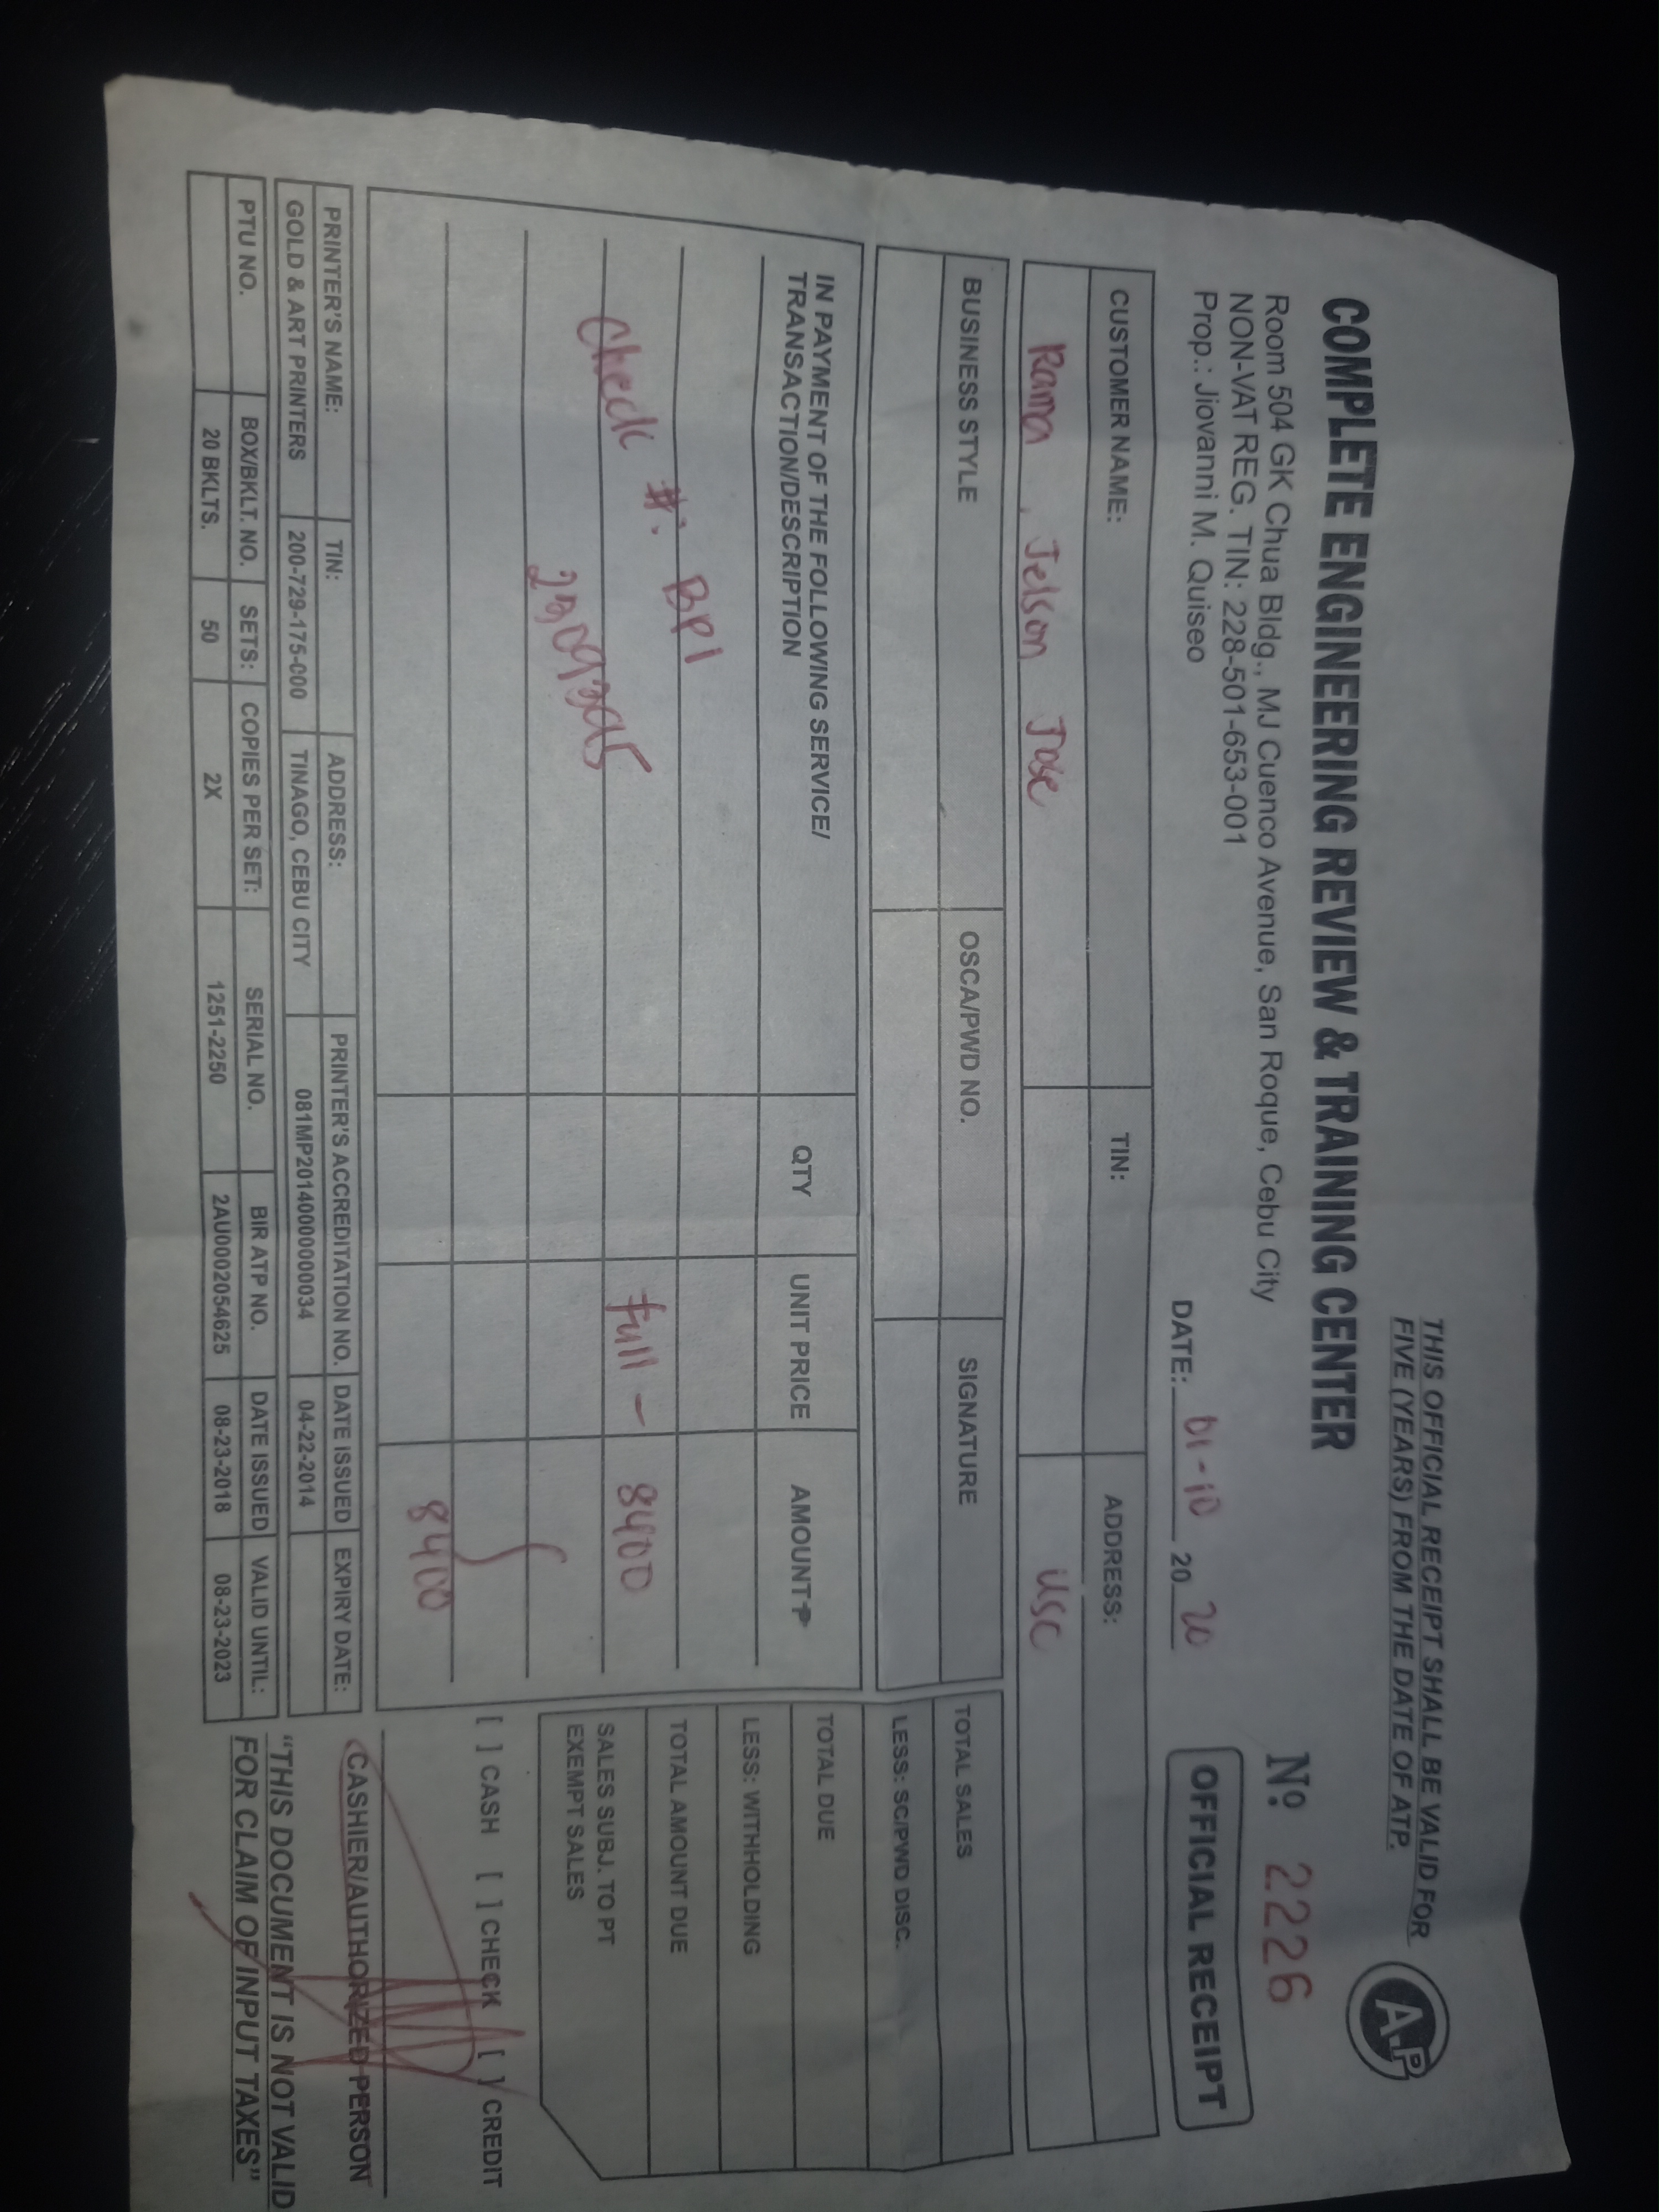 THIS OFFICIAL RECEIPT SHALL BE VALID FOR
FIVE (YEARS) FROM THE DATE OF ATP.
AP
COMPLETE ENGINEERING REVIEW & TRAINING CENTER
Room 504 GK Chua Bldg., MJ Cuenco Avenue, San Roque, Cebu City
NON-VAT REG. TIN: 228-501-653-001
Prop.: Jiovanni M. Quiseo
Nº 2226
DATE: 01-10 20 20
OFFICIAL RECEIPT
CUSTOMER NAME: TIN: ADDRESS:
Rama, Jelson Jose USC
BUSINESS STYLE OSCA/PWD NO. SIGNATURE
TOTAL SALES
LESS: SC/PWD DISC.
TOTAL DUE
LESS: WITHHOLDING
TOTAL AMOUNT DUE
SALES SUBJ. TO PT
EXEMPT SALES
IN PAYMENT OF THE FOLLOWING SERVICE/
TRANSACTION/DESCRIPTION QTY UNIT PRICE AMOUNT ₱
Check #: BPI
full - 8400
8400
[ ] CASH [ ] CHECK [ ] CREDIT
CASHIER/AUTHORIZED PERSON
PRINTER'S NAME: TIN: ADDRESS: PRINTER'S ACCREDITATION NO. DATE ISSUED EXPIRY DATE:
GOLD & ART PRINTERS 200-729-175-000 TINAGO, CEBU CITY 081MP20140000000034 04-22-2014
PTU NO. BOX/BKLT. NO. SETS: COPIES PER SET: SERIAL NO. BIR ATP NO. DATE ISSUED VALID UNTIL:
20 BKLTS. 50 2X 1251-2250 2AU0002054625 08-23-2018 08-23-2023
"THIS DOCUMENT IS NOT VALID
FOR CLAIM OF INPUT TAXES"